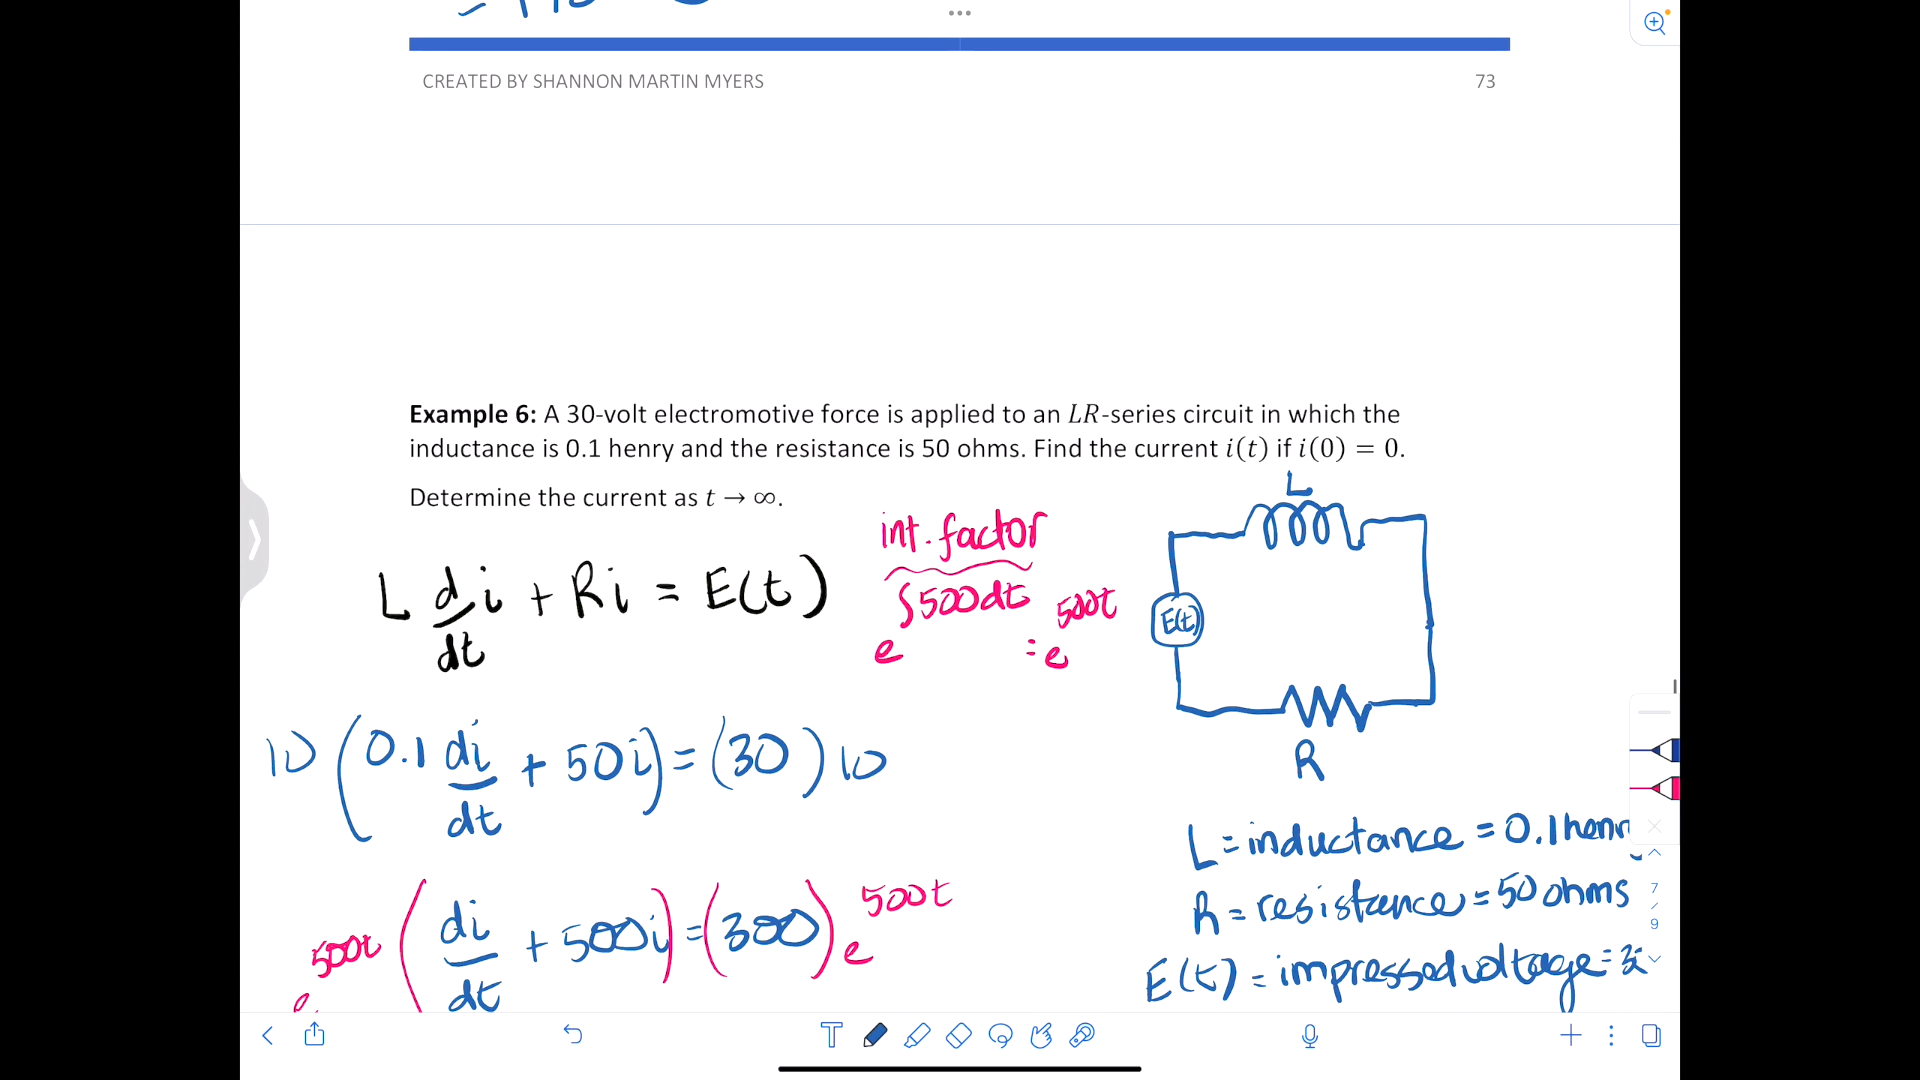 CREATED BY SHANNON MARTIN MYERS 73
Example 6: A 30-volt electromotive force is applied to an LR-series circuit in which the
inductance is 0.1 henry and the resistance is 50 ohms. Find the current i(t) if i(0) = 0.
Determine the current as t → ∞.
L
int. factor
L di/dt + Ri = E(t)
e^∫500dt = e^500t
E(t)
R
10 (0.1 di/dt + 50i) = (30) 10
L = inductance = 0.1 henr
R = resistance = 50 ohms
e^500t (di/dt + 500i) = (300) e^500t
E(t) = impressed voltage =
7
/
9
T